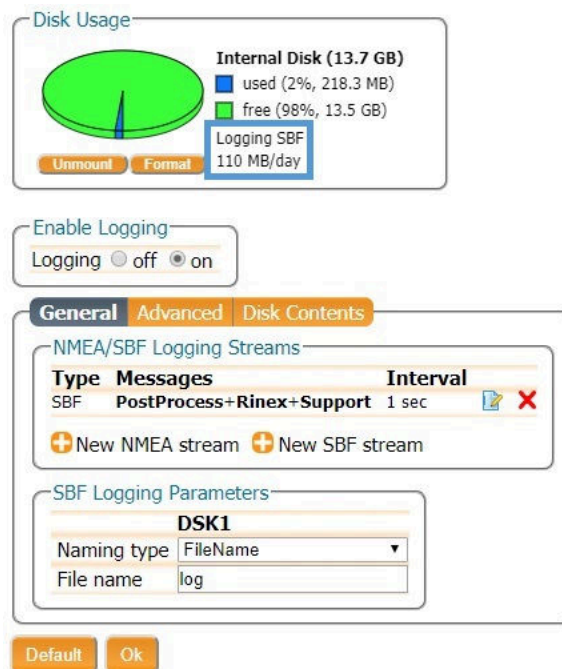 Disk Usage
Internal Disk (13.7 GB)
used (2%, 218.3 MB)
free (98%, 13.5 GB)
Logging SBF
110 MB/day
Unmount Format
Enable Logging
Logging off on
General Advanced Disk Contents
NMEA/SBF Logging Streams
Type Messages Interval
SBF PostProcess+Rinex+Support 1 sec
New NMEA stream New SBF stream
SBF Logging Parameters
DSK1
Naming type FileName
File name log
Default Ok